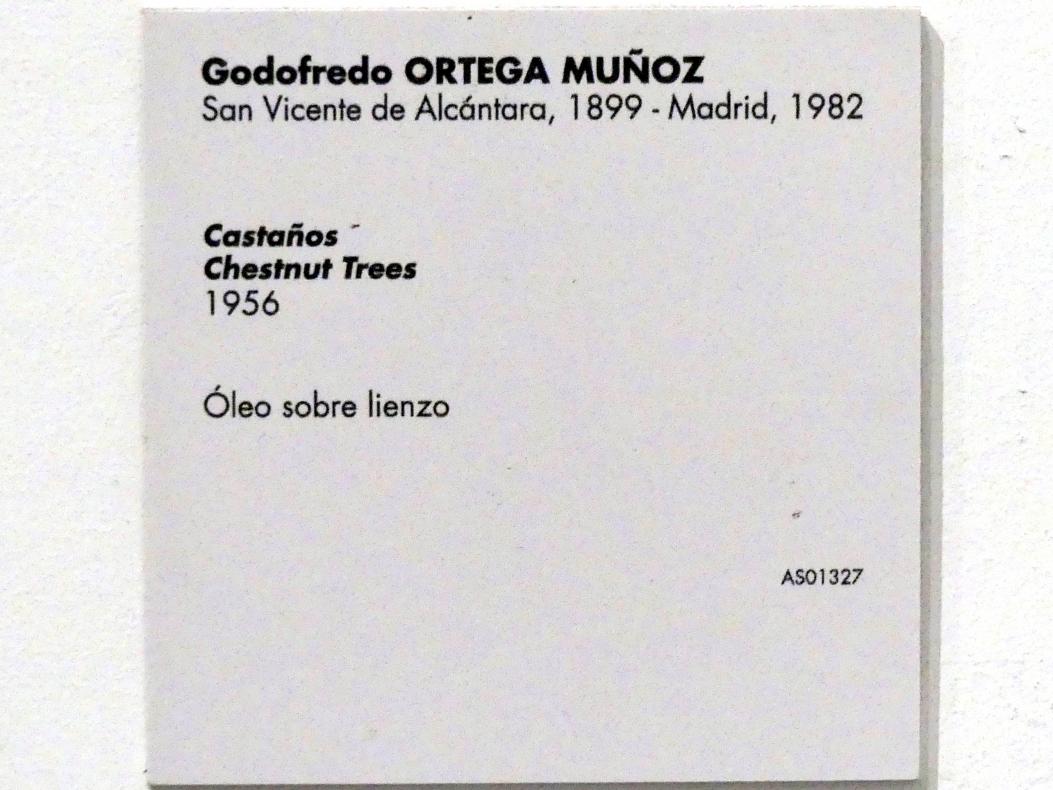 Godofredo ORTEGA MUÑOZ
San Vicente de Alcántara, 1899 - Madrid, 1982
Castaños
Chestnut Trees
1956
Óleo sobre lienzo
AS01327